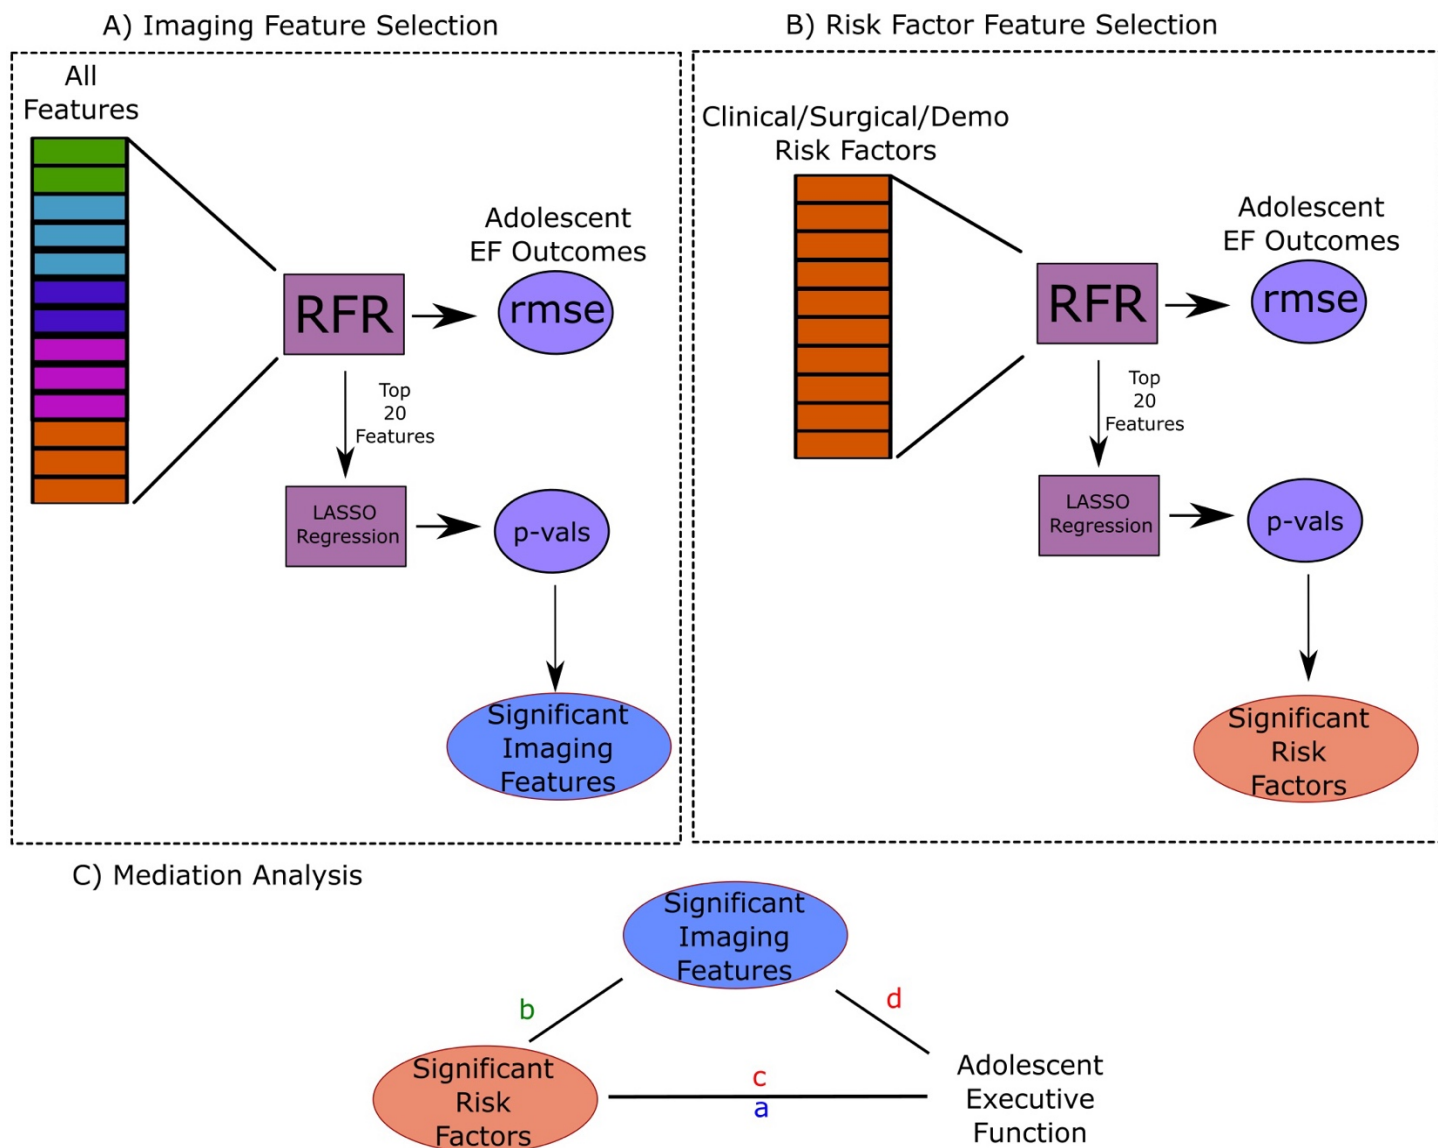 A) Imaging Feature Selection
All
Features
RFR
Adolescent
EF Outcomes
rmse
Top
20
Features
LASSO
Regression
p-vals
Significant
Imaging
Features
B) Risk Factor Feature Selection
Clinical/Surgical/Demo
Risk Factors
RFR
Adolescent
EF Outcomes
rmse
Top
20
Features
LASSO
Regression
p-vals
Significant
Risk
Factors
C) Mediation Analysis
Significant
Imaging
Features
b
d
Significant
Risk
Factors
c
a
Adolescent
Executive
Function